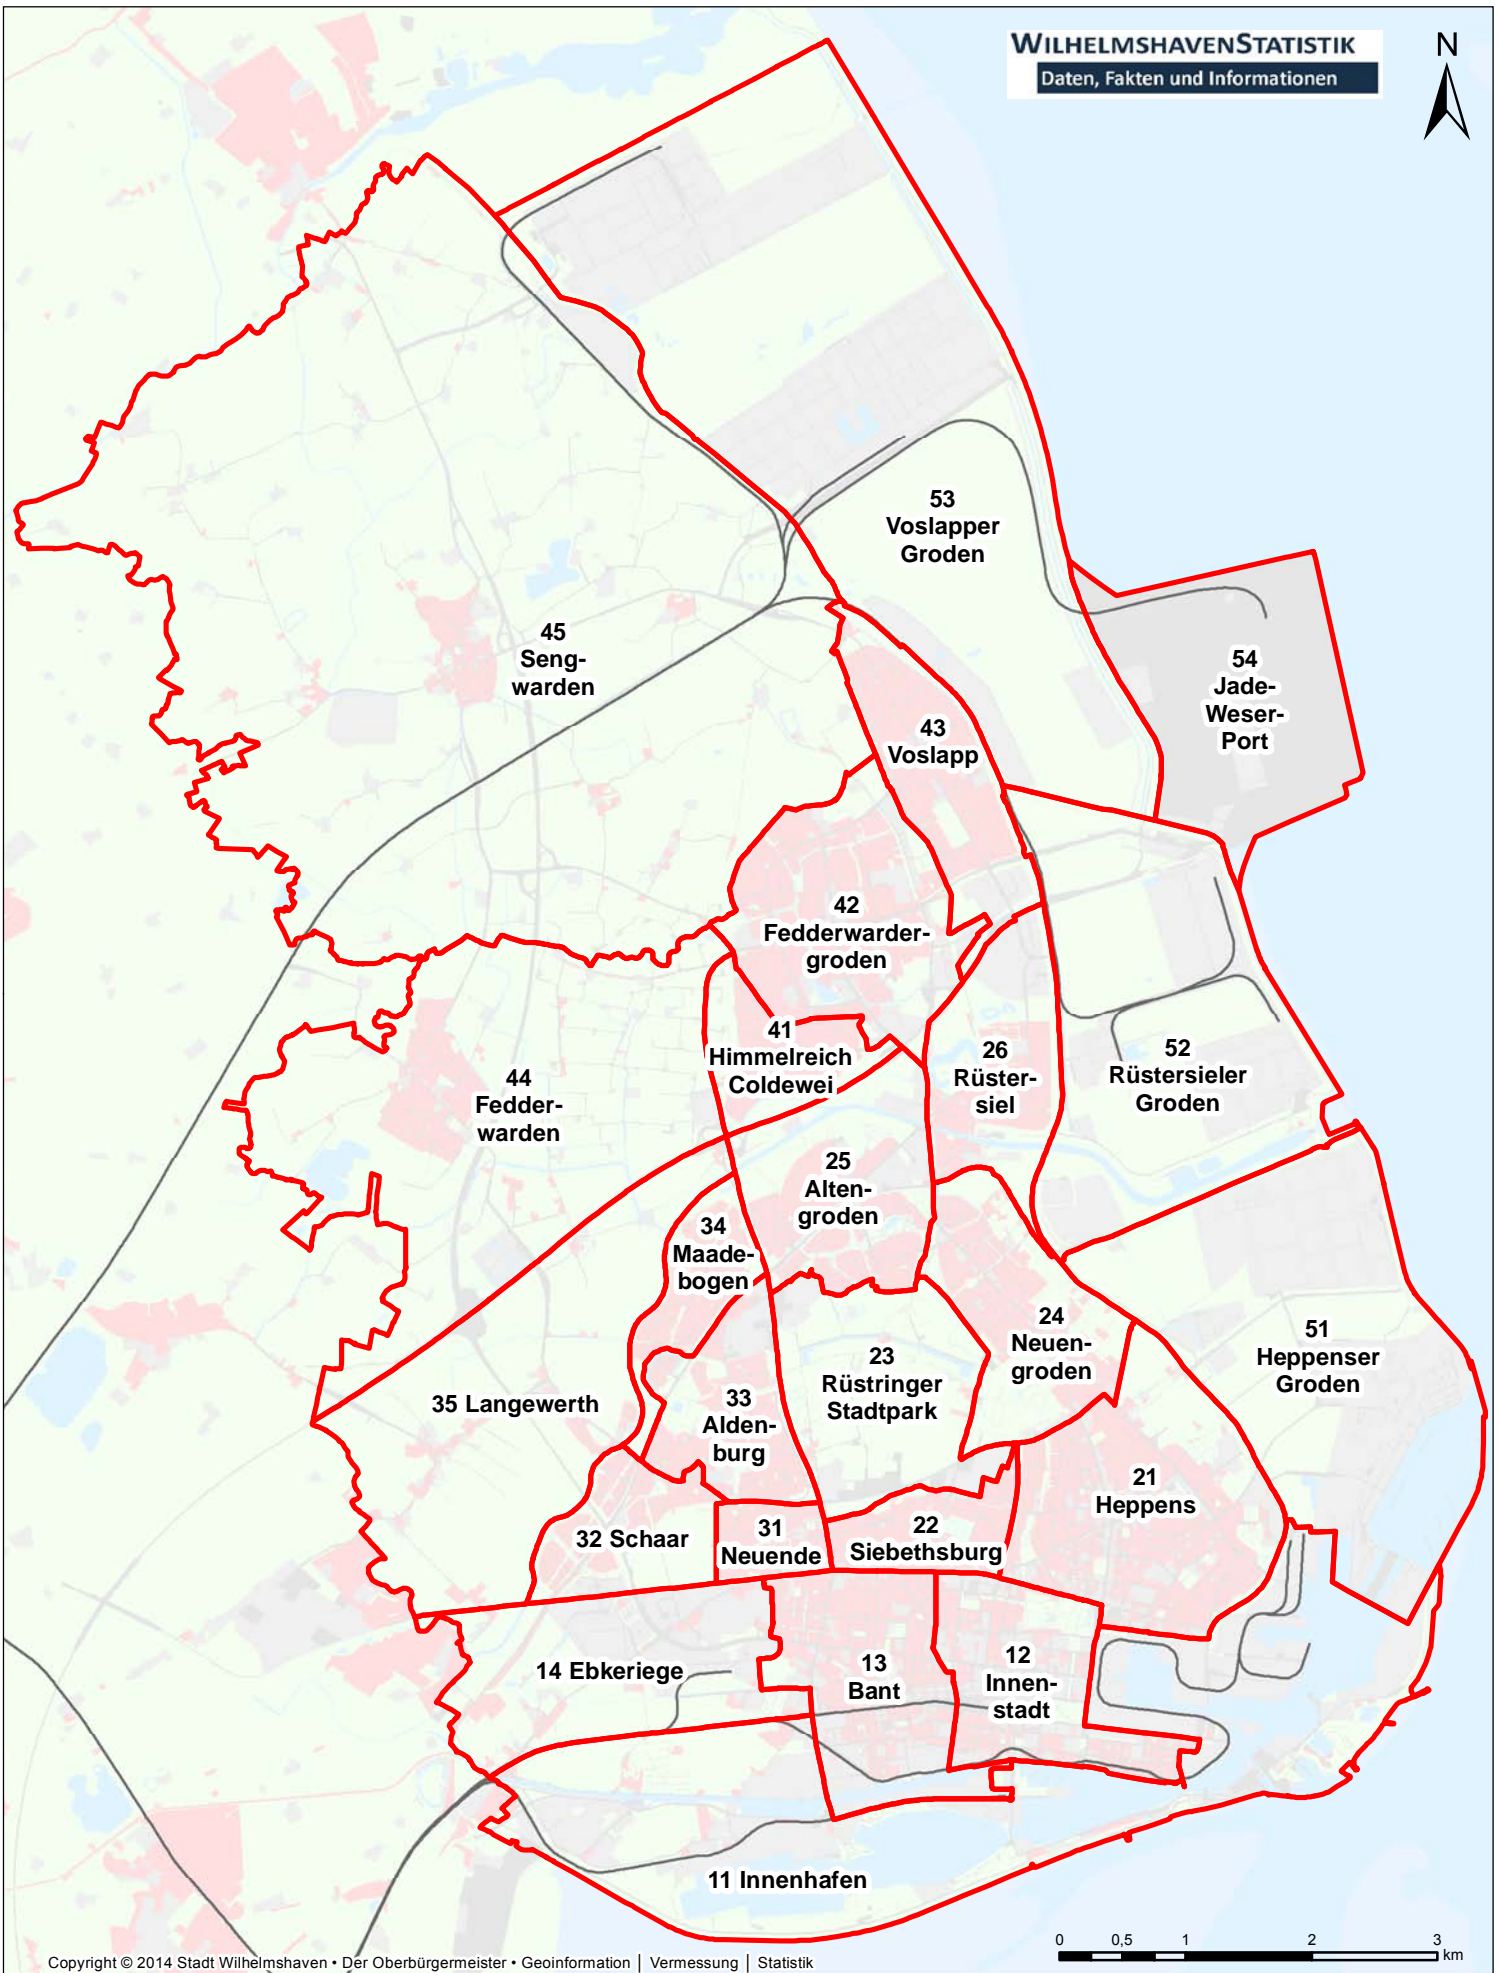 WILHELMSHAVENSTATISTIK
Daten, Fakten und Informationen
N
53
Voslapper
Groden
45
Seng-
warden
54
Jade-
Weser-
Port
43
Voslapp
42
Fedderwarder-
groden
41
Himmelreich
Coldewei
26
Rüster-
siel
52
Rüstersieler
Groden
44
Fedder-
warden
25
Alten-
groden
34
Maade-
bogen
24
Neuen-
groden
51
Heppenser
Groden
23
Rüstringer
Stadtpark
35 Langewerth
33
Alden-
burg
21
Heppens
32 Schaar
31
Neuende
22
Siebethsburg
14 Ebkeriege
13
Bant
12
Innen-
stadt
11 Innenhafen
0 0,5 1 2 3
km
Copyright © 2014 Stadt Wilhelmshaven • Der Oberbürgermeister • Geoinformation | Vermessung | Statistik